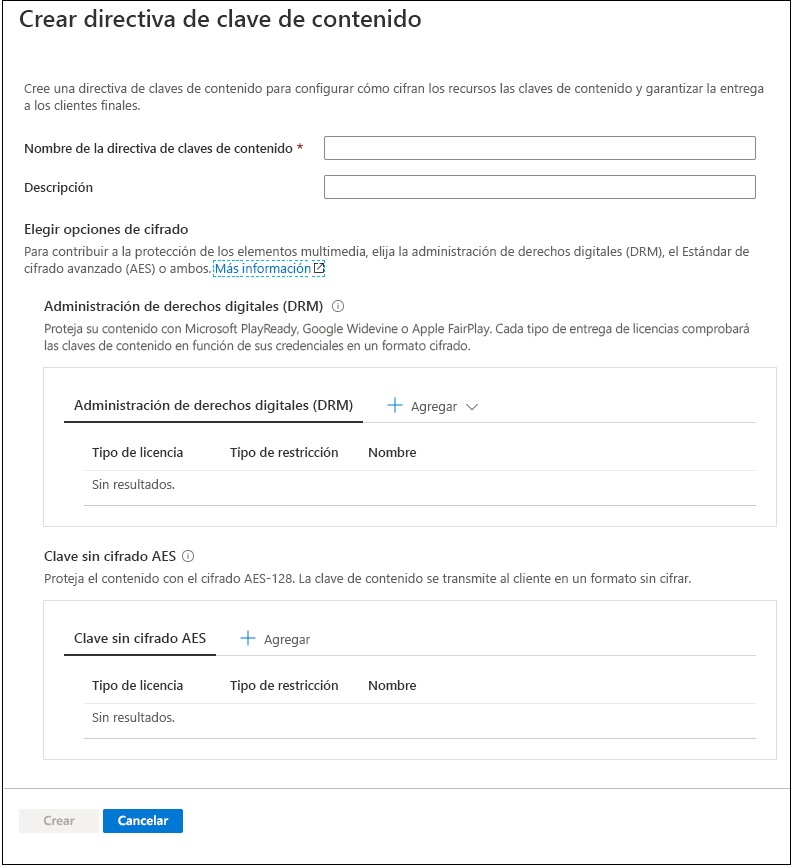 Crear directiva de clave de contenido
Cree una directiva de claves de contenido para configurar cómo cifran los recursos las claves de contenido y garantizar la entrega
a los clientes finales.
Nombre de la directiva de claves de contenido *
Descripción
Elegir opciones de cifrado
Para contribuir a la protección de los elementos multimedia, elija la administración de derechos digitales (DRM), el Estándar de
cifrado avanzado (AES) o ambos. Más información
Administración de derechos digitales (DRM)
Proteja su contenido con Microsoft PlayReady, Google Widevine o Apple FairPlay. Cada tipo de entrega de licencias comprobará
las claves de contenido en función de sus credenciales en un formato cifrado.
Administración de derechos digitales (DRM) + Agregar
Tipo de licencia Tipo de restricción Nombre
Sin resultados.
Clave sin cifrado AES
Proteja el contenido con el cifrado AES-128. La clave de contenido se transmite al cliente en un formato sin cifrar.
Clave sin cifrado AES + Agregar
Tipo de licencia Tipo de restricción Nombre
Sin resultados.
Crear Cancelar